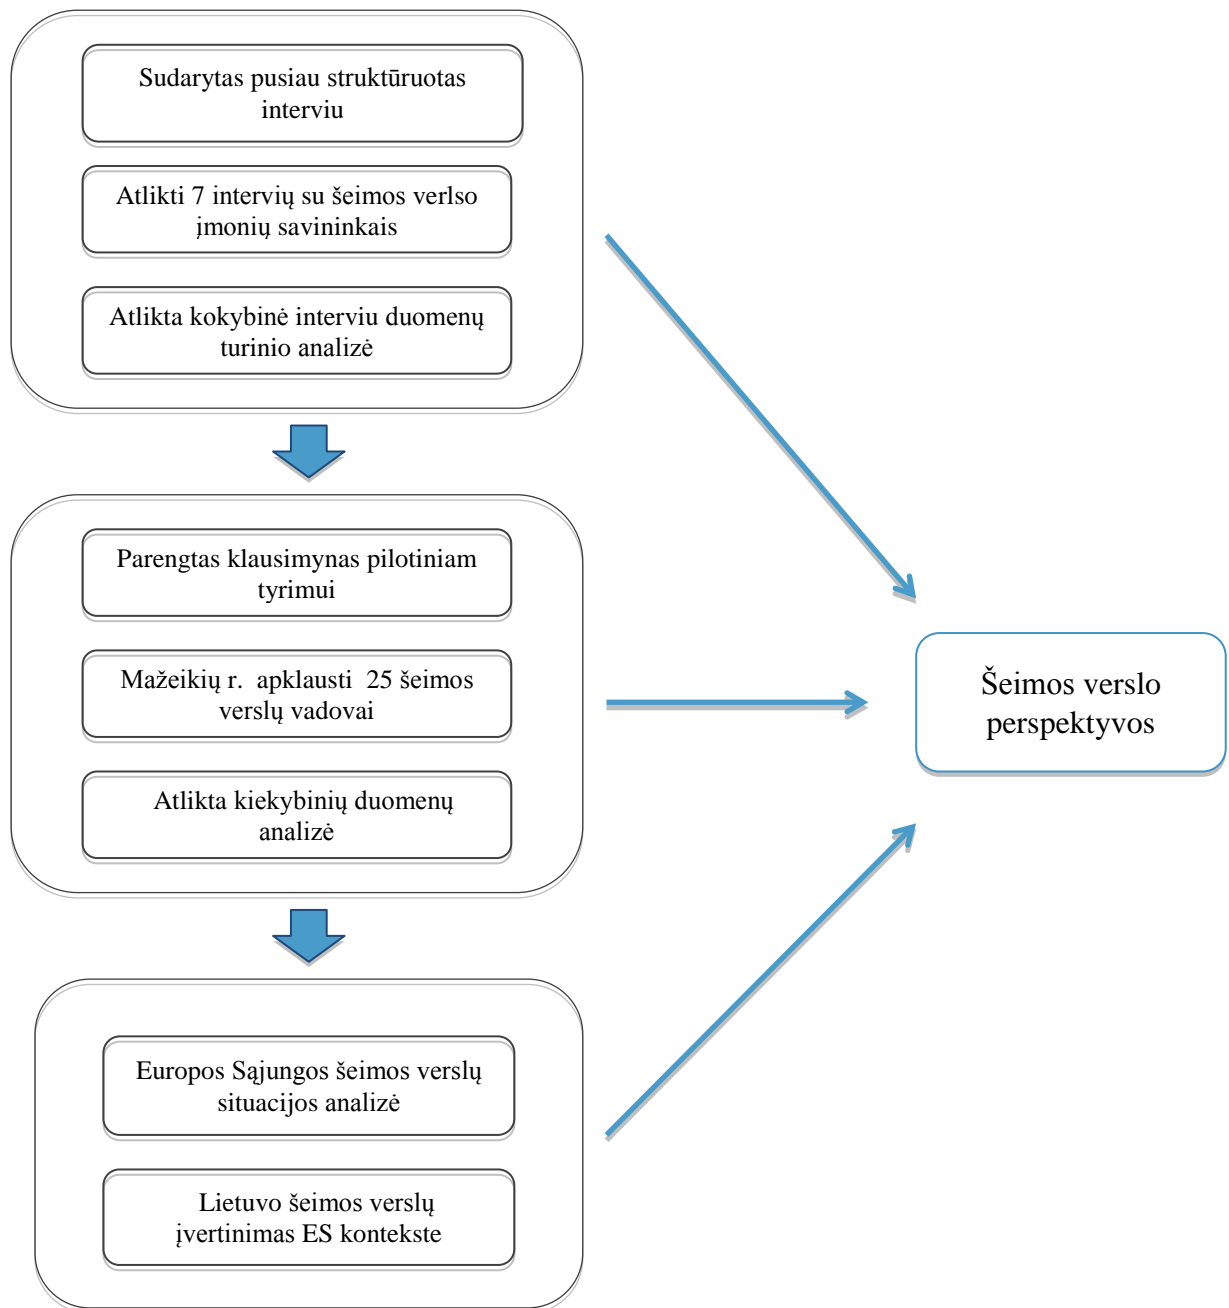 Sudarytas pusiau struktūruotas
interviu
Atlikti 7 intervių su šeimos verlso
įmonių savininkais
Atlikta kokybinė interviu duomenų
turinio analizė
Parengtas klausimynas pilotiniam
tyrimui
Mažeikių r. apklausti 25 šeimos
verslų vadovai
Atlikta kiekybinių duomenų
analizė
Europos Sąjungos šeimos verslų
situacijos analizė
Lietuvo šeimos verslų
įvertinimas ES kontekste
Šeimos verslo
perspektyvos